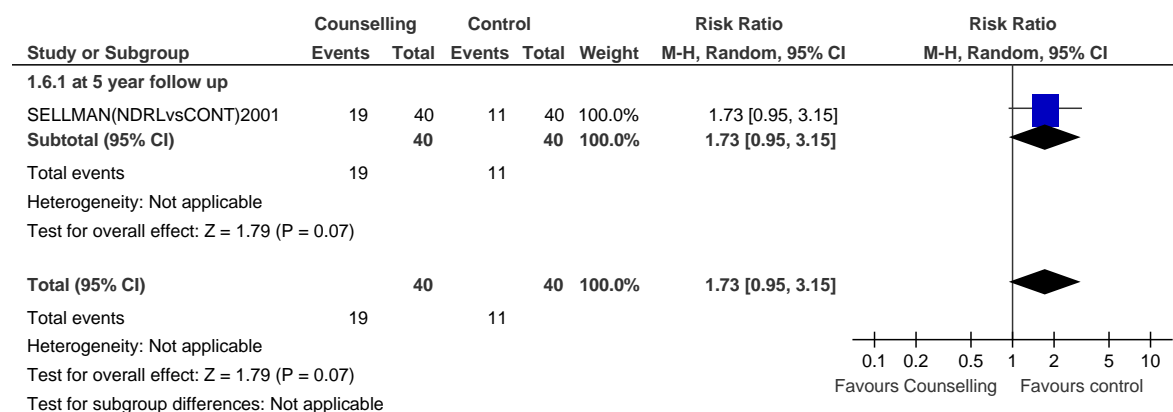 Counselling Control Risk Ratio Risk Ratio
Study or Subgroup Events Total Events Total Weight M-H, Random, 95% CI M-H, Random, 95% CI
1.6.1 at 5 year follow up
SELLMAN(NDRLvsCONT)2001 19 40 11 40 100.0% 1.73 [0.95, 3.15]
Subtotal (95% CI) 40 40 100.0% 1.73 [0.95, 3.15]
Total events 19 11
Heterogeneity: Not applicable
Test for overall effect: Z = 1.79 (P = 0.07)
Total (95% CI) 40 40 100.0% 1.73 [0.95, 3.15]
Total events 19 11
Heterogeneity: Not applicable
Test for overall effect: Z = 1.79 (P = 0.07)
Test for subgroup differences: Not applicable
0.1 0.2 0.5 1 2 5 10
Favours Counselling Favours control